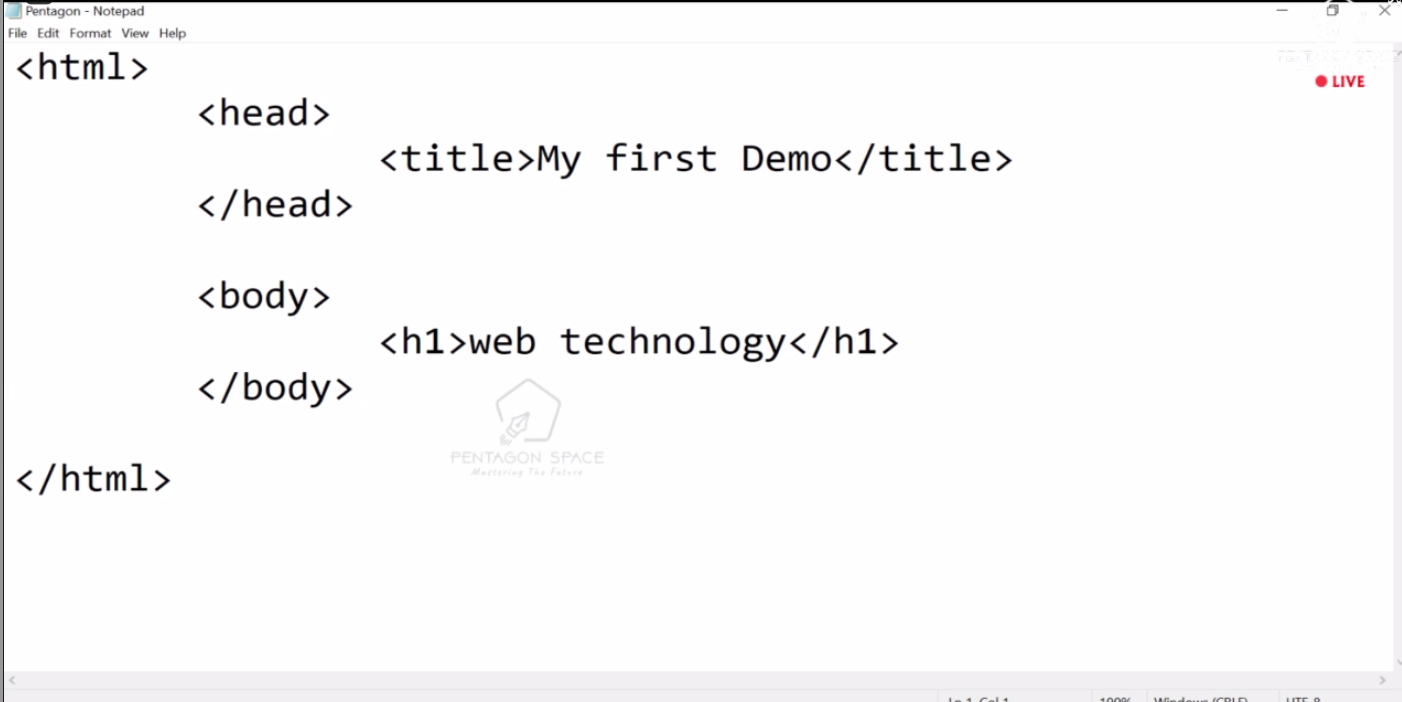 Pentagon - Notepad
File Edit Format View Help
<html>
<head>
<title>My first Demo</title>
</head>
<body>
<h1>web technology</h1>
</body>
</html>
LIVE
PENTAGON SPACE
Mastering The Future
Ln 1, Col 1 100% Windows (CRLF) UTF-8